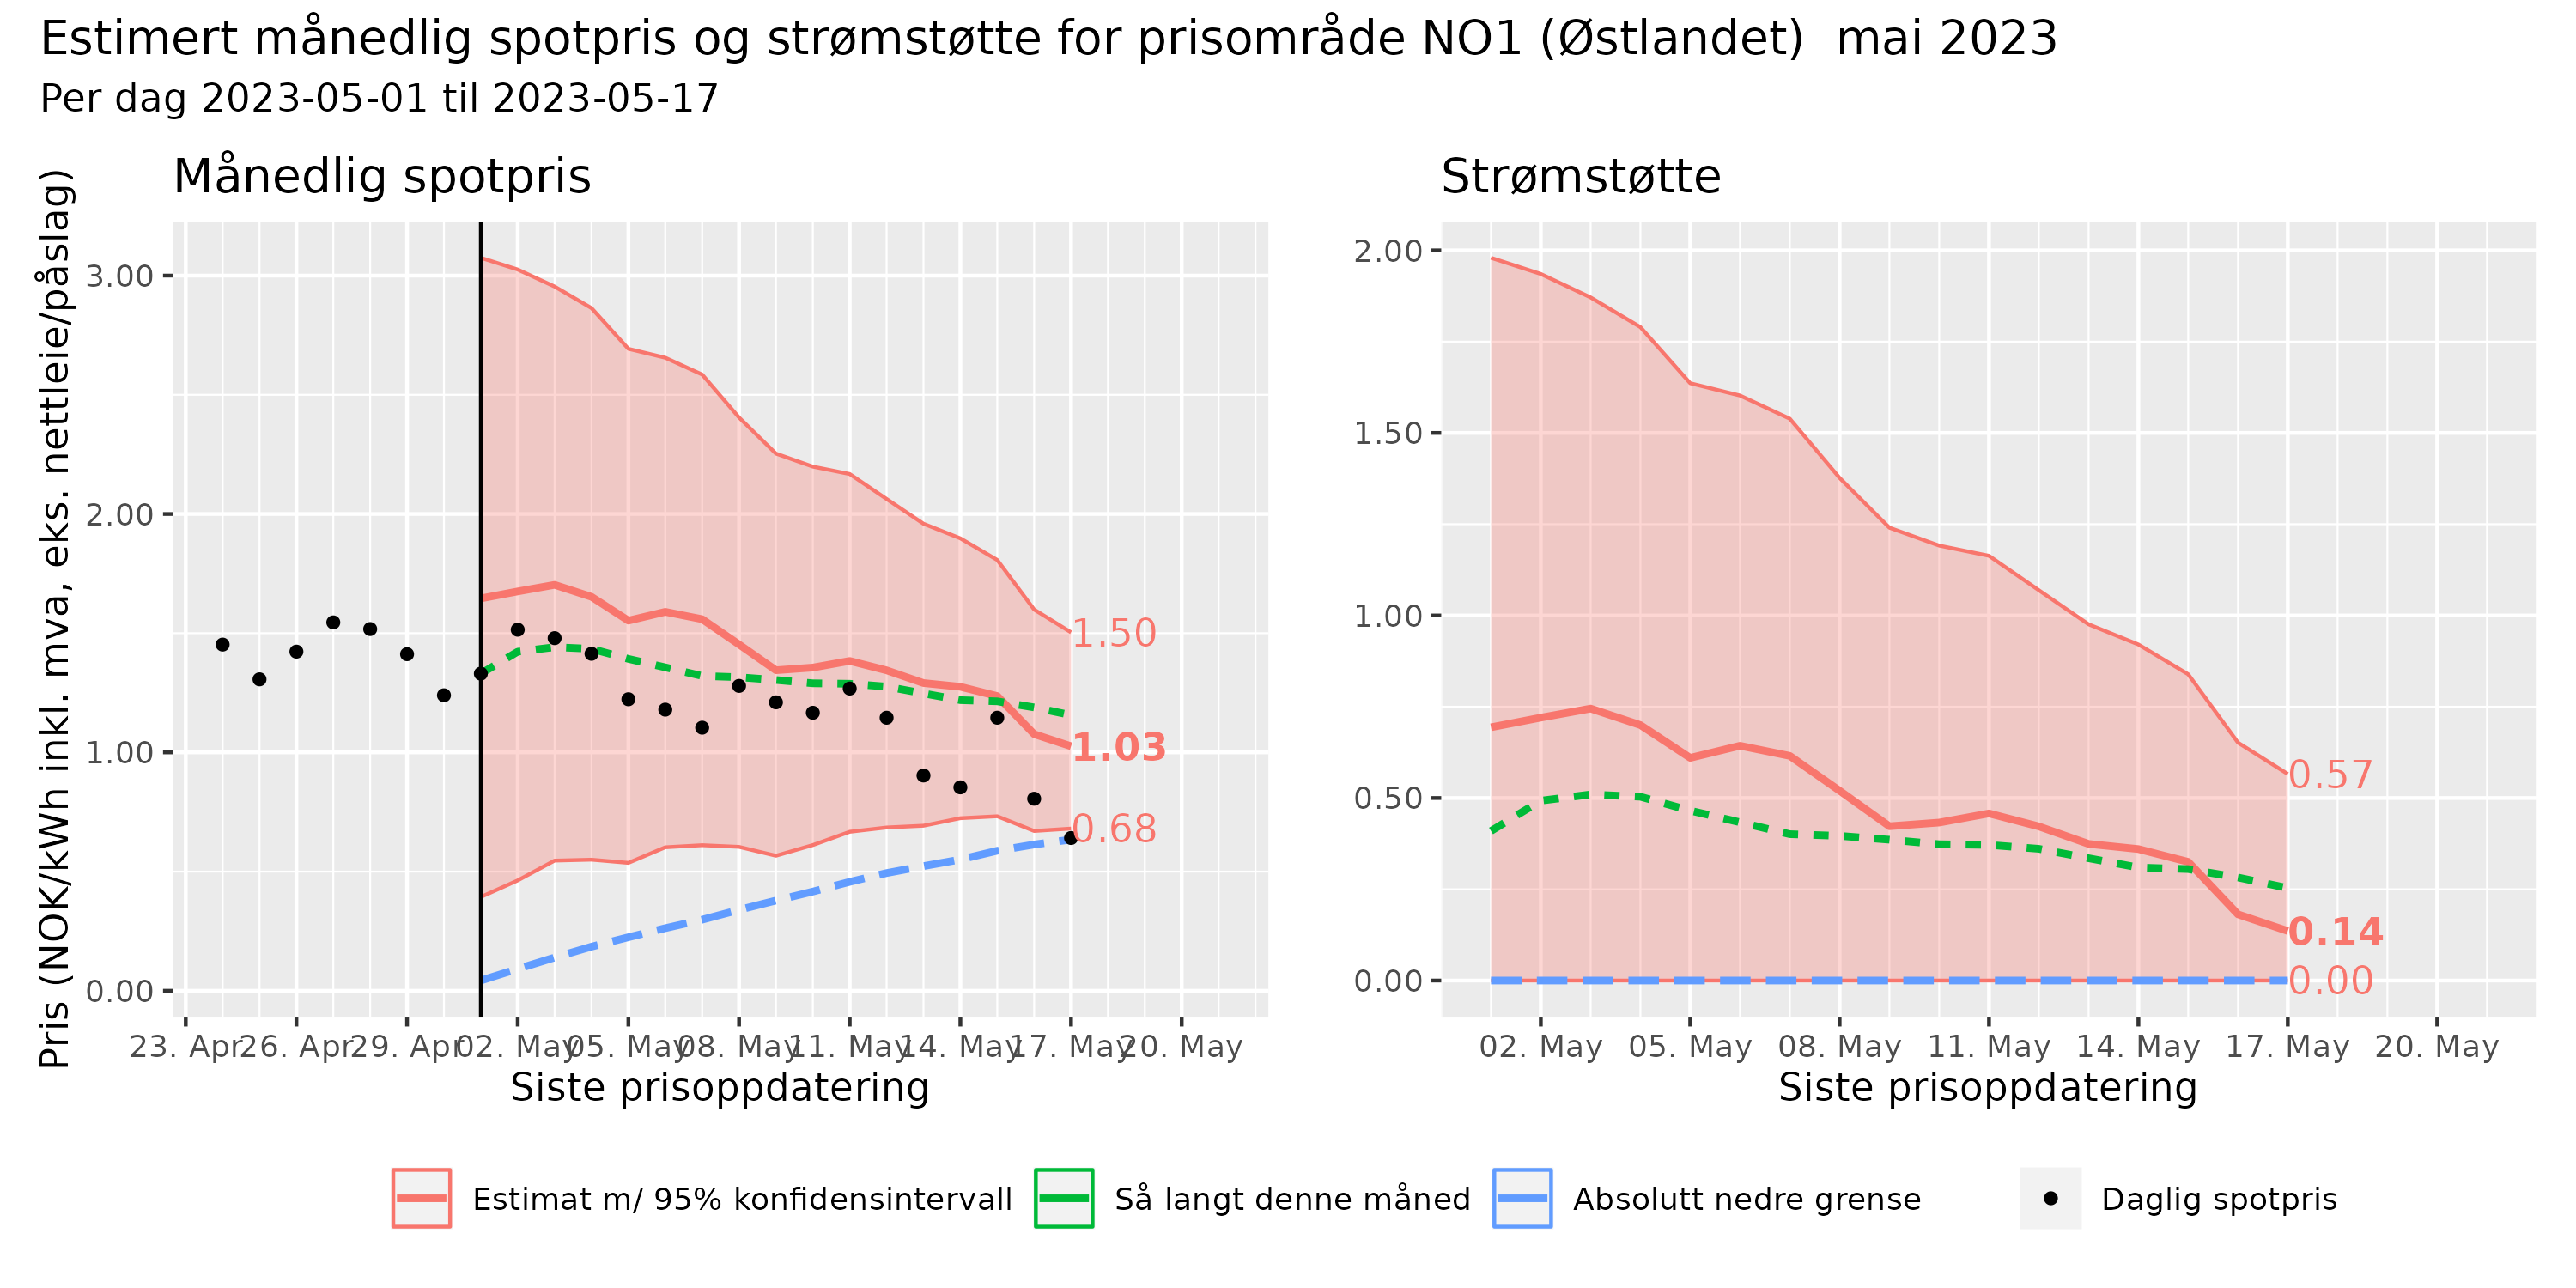 Estimert månedlig spotpris og strømstøtte for prisområde NO1 (Østlandet)  mai 2023
Per dag 2023-05-01 til 2023-05-17
Månedlig spotpris
Pris (NOK/kWh inkl. mva, eks. nettleie/påslag)
3.00
2.00
1.00
0.00
1.50
1.03
0.68
23. Apr
26. Apr
29. Apr
02. May
05. May
08. May
11. May
14. May
17. May
20. May
Siste prisoppdatering
Strømstøtte
2.00
1.50
1.00
0.50
0.00
0.57
0.14
0.00
02. May
05. May
08. May
11. May
14. May
17. May
20. May
Siste prisoppdatering
Estimat m/ 95% konfidensintervall
Så langt denne måned
Absolutt nedre grense
Daglig spotpris